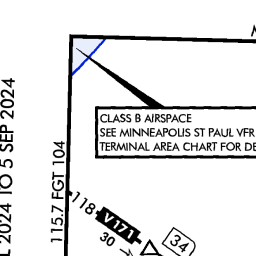 CLASS B AIRSPACE
SEE MINNEAPOLIS ST PAUL VFR
TERMINAL AREA CHART FOR DE
2024 TO 5 SEP 2024
115.7 FGT 104
118
V171
30
34